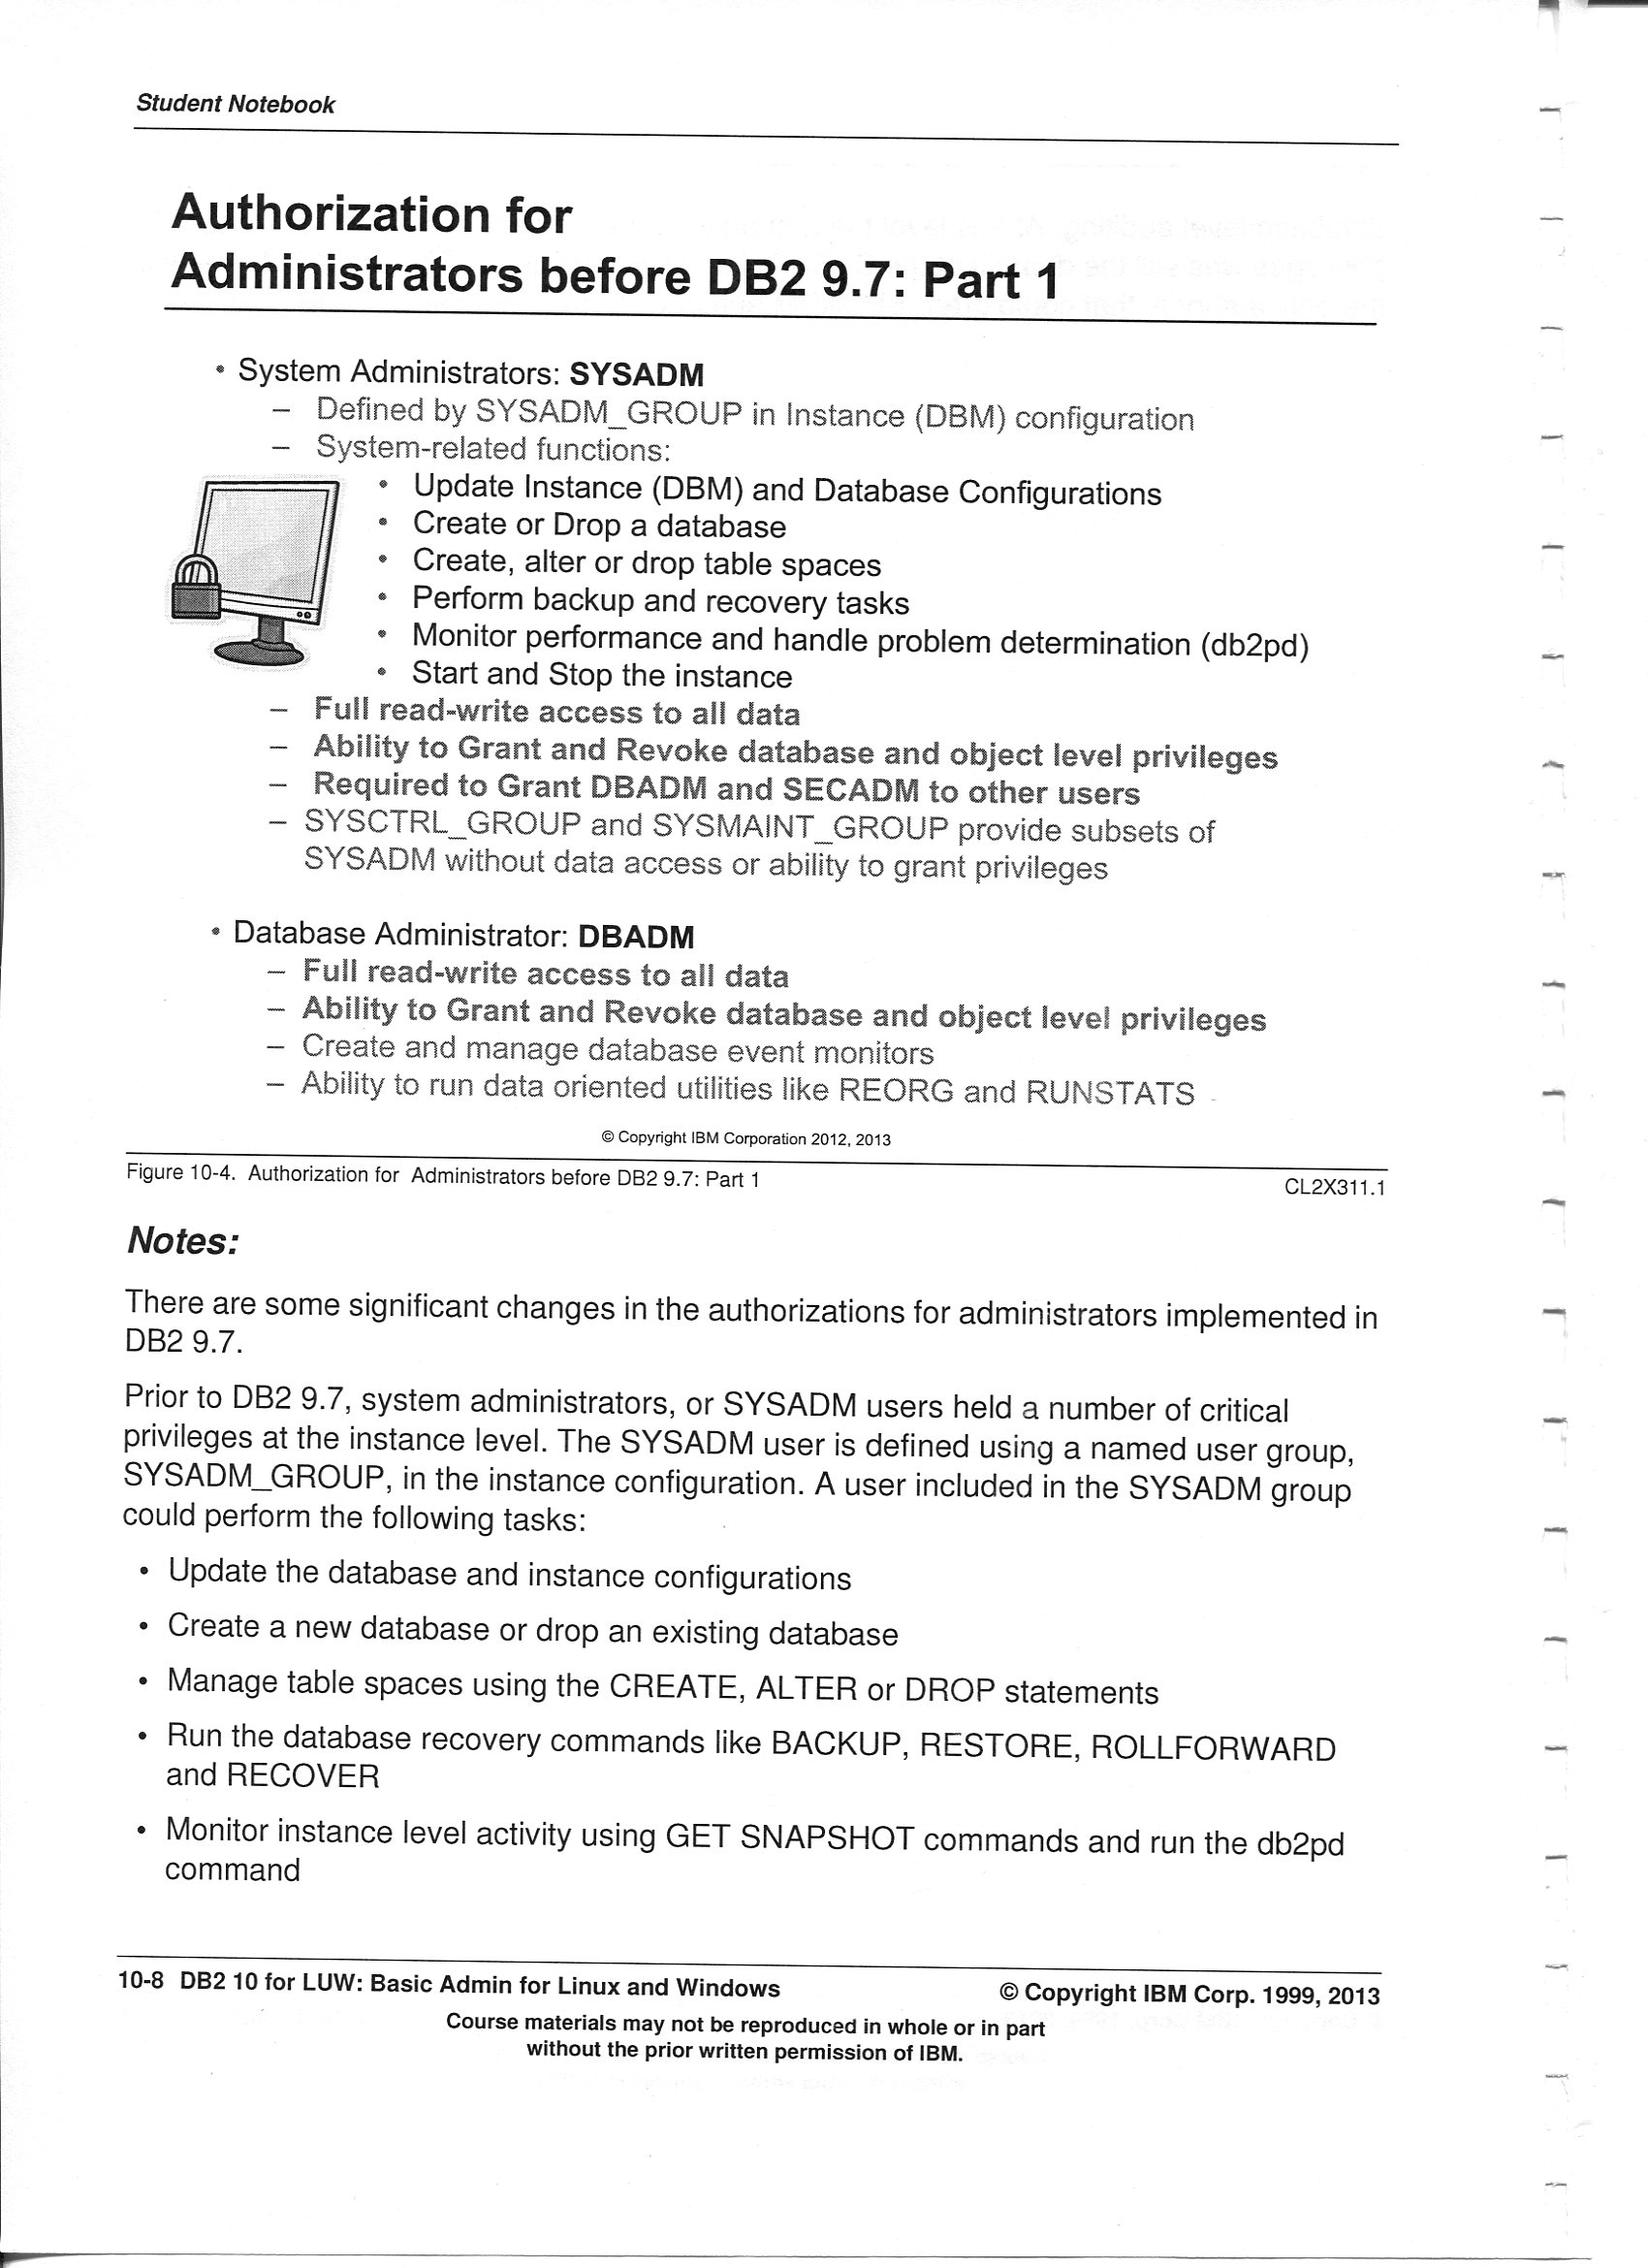 Student Notebook
Authorization for
Administrators before DB2 9.7: Part 1
• System Administrators: SYSADM
– Defined by SYSADM_GROUP in Instance (DBM) configuration
– System-related functions:
• Update Instance (DBM) and Database Configurations
• Create or Drop a database
• Create, alter or drop table spaces
• Perform backup and recovery tasks
• Monitor performance and handle problem determination (db2pd)
• Start and Stop the instance
– Full read-write access to all data
– Ability to Grant and Revoke database and object level privileges
– Required to Grant DBADM and SECADM to other users
– SYSCTRL_GROUP and SYSMAINT_GROUP provide subsets of
SYSADM without data access or ability to grant privileges
• Database Administrator: DBADM
– Full read-write access to all data
– Ability to Grant and Revoke database and object level privileges
– Create and manage database event monitors
– Ability to run data oriented utilities like REORG and RUNSTATS
© Copyright IBM Corporation 2012, 2013
Figure 10-4. Authorization for Administrators before DB2 9.7: Part 1
CL2X311.1
Notes:
There are some significant changes in the authorizations for administrators implemented in
DB2 9.7.
Prior to DB2 9.7, system administrators, or SYSADM users held a number of critical
privileges at the instance level. The SYSADM user is defined using a named user group,
SYSADM_GROUP, in the instance configuration. A user included in the SYSADM group
could perform the following tasks:
• Update the database and instance configurations
• Create a new database or drop an existing database
• Manage table spaces using the CREATE, ALTER or DROP statements
• Run the database recovery commands like BACKUP, RESTORE, ROLLFORWARD
and RECOVER
• Monitor instance level activity using GET SNAPSHOT commands and run the db2pd
command
10-8 DB2 10 for LUW: Basic Admin for Linux and Windows
© Copyright IBM Corp. 1999, 2013
Course materials may not be reproduced in whole or in part
without the prior written permission of IBM.